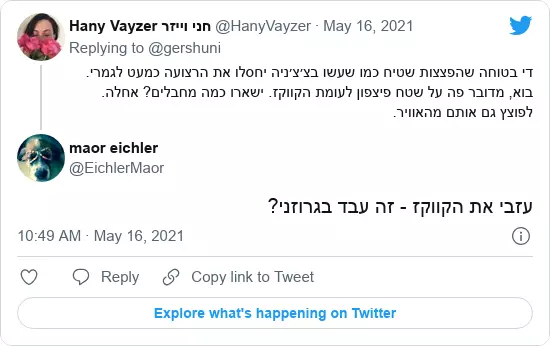 Hany Vayzer חני וייזר @HanyVayzer · May 16, 2021
Replying to @gershuni
די בטוחה שהפצצות שטיח כמו שעשו בצ׳צ׳ניה יחסלו את הרצועה כמעט לגמרי.
בוא, מדובר פה על שטח פיצפון לעומת הקווקז. ישארו כמה מחבלים? אחלה.
לפוצץ גם אותם מהאוויר.
maor eichler
@EichlerMaor
עזבי את הקווקז - זה עבד בגרוזני?
10:49 AM · May 16, 2021
Reply
Copy link to Tweet
Explore what's happening on Twitter